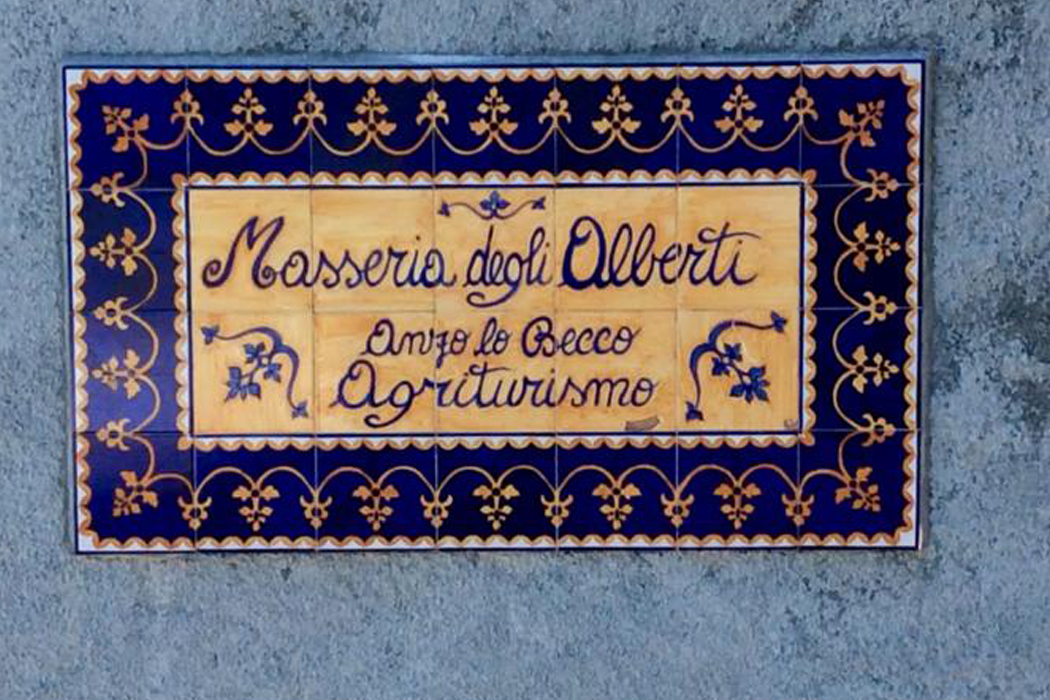 Masseria degli Alberti
Anzo lo Becco
Agriturismo